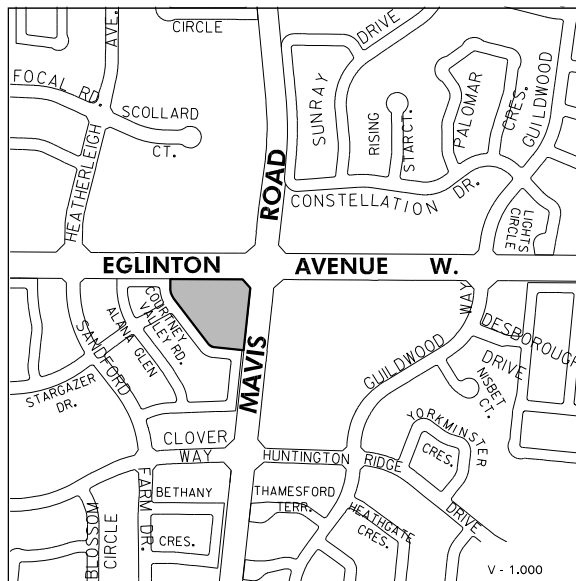 AVE.
CIRCLE
DRIVE
FOCAL RD.
SCOLLARD
CT.
HEATHERLEIGH
SUNRAY
RISING
STARCT.
PALOMAR
CRES.
GUILDWOOD
ROAD
CONSTELLATION DR.
LIGHTS
CIRCLE
EGLINTON AVENUE W.
COURTNEY
VALLEY RD.
ALANA GLEN
SANDFORD
STARGAZER
DR.
MAVIS
GUILDWOOD
WAY
DESBOROUGH
DRIVE
NISBET
CT.
YORKMINSTER
CRES.
CLOVER
WAY
HUNTINGTON RIDGE
DRIVE
FARM DR.
BETHANY
CRES.
THAMESFORD
TERR.
HEATHGATE
CRES.
BLOSSOM
CIRCLE
V - 1.000